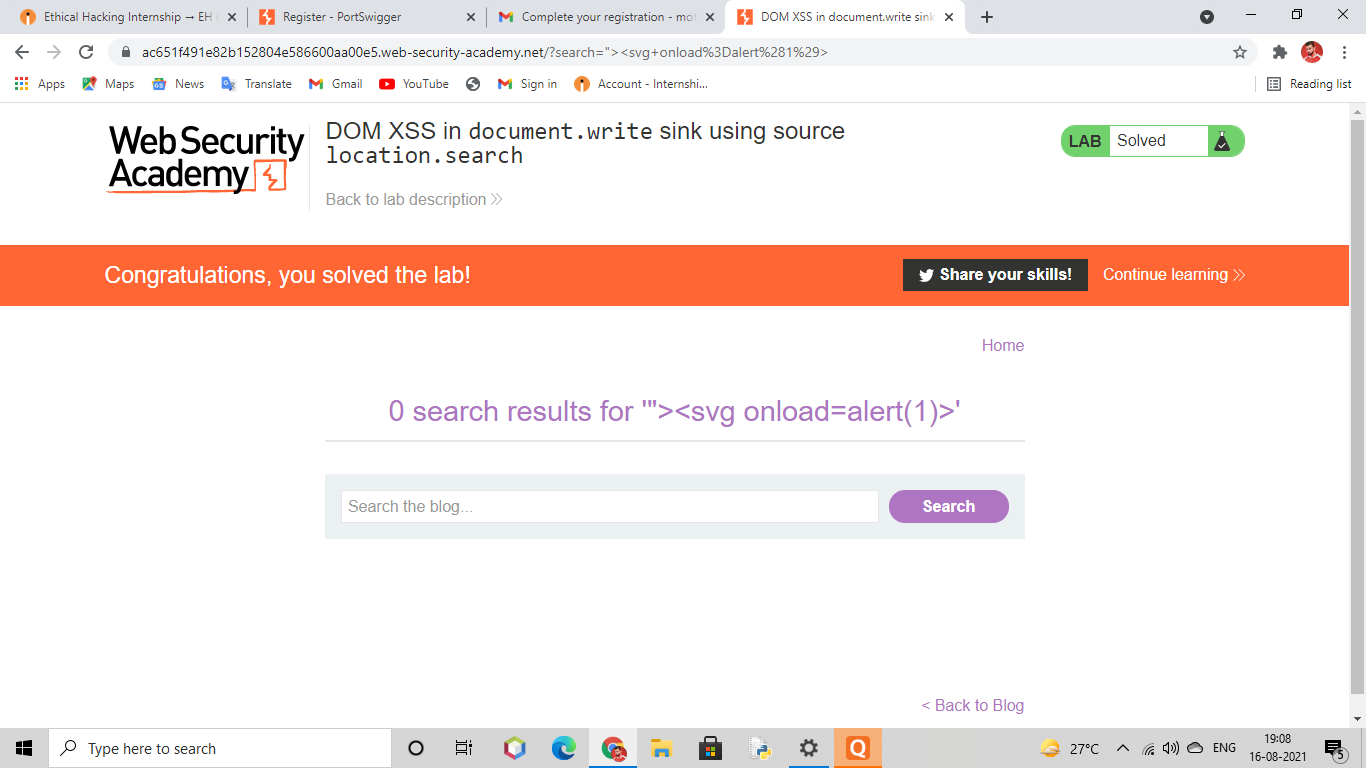 Ethical Hacking Internship → EH
Register - PortSwigger
Complete your registration - mot
DOM XSS in document.write sink
ac651f491e82b152804e586600aa00e5.web-security-academy.net/?search="><svg+onload%3Dalert%281%29>
Apps
Maps
News
Translate
Gmail
YouTube
Sign in
Account - Internshi...
Reading list
Web Security
Academy
DOM XSS in document.write sink using source
location.search
Back to lab description
LAB Solved
Congratulations, you solved the lab!
Share your skills!
Continue learning
Home
0 search results for '"><svg onload=alert(1)>'
Search the blog...
Search
< Back to Blog
Type here to search
Q
27°C
ENG
19:08
16-08-2021
5